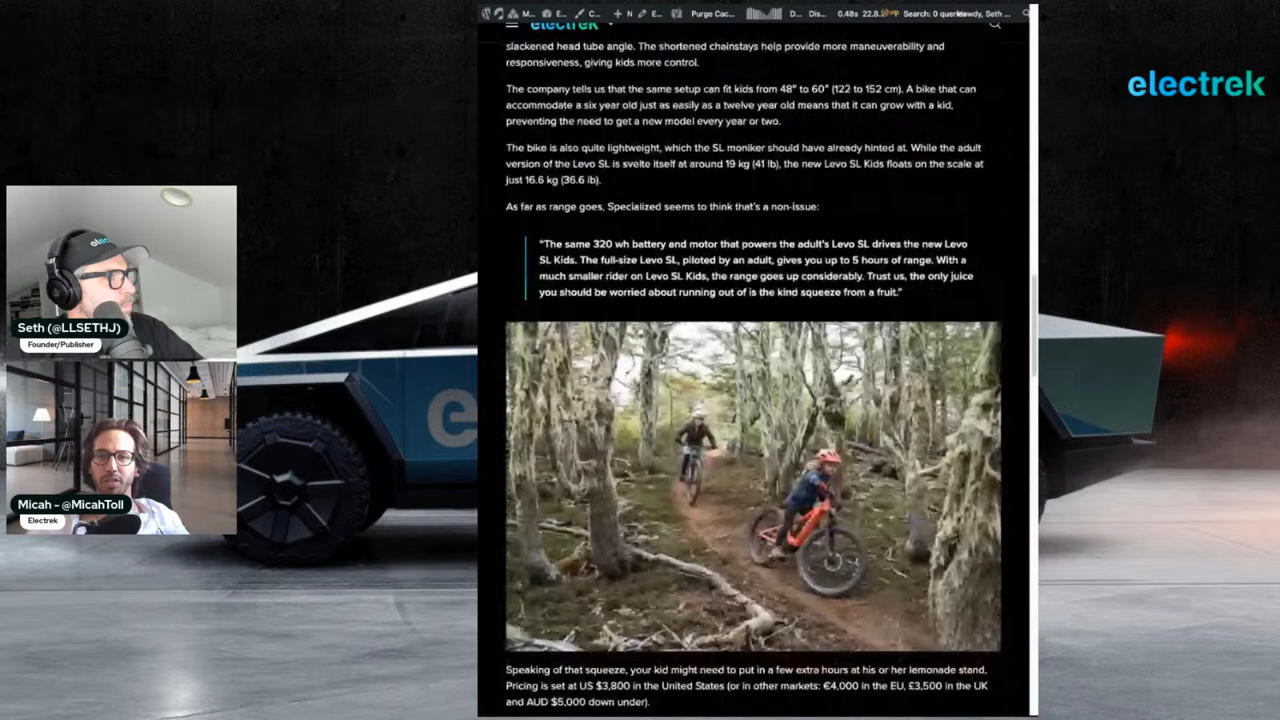 M...
E...
C...
N
E...
Purge Cac...
D...
Dis...
0.48s
Search: 0 queries
electrek
slackened head tube angle. The shortened chainstays help provide more maneuverability and
responsiveness, giving kids more control.
The company tells us that the same setup can fit kids from 48" to 60" (122 to 152 cm). A bike that can
accommodate a six year old just as easily as a twelve year old means that it can grow with a kid,
preventing the need to get a new model every year or two.
The bike is also quite lightweight, which the SL moniker should have already hinted at. While the adult
version of the Levo SL is svelte itself at around 19 kg (41 lb), the new Levo SL Kids floats on the scale at
just 16.6 kg (36.6 lb).
As far as range goes, Specialized seems to think that's a non-issue:
"The same 320 wh battery and motor that powers the adult's Levo SL drives the new Levo
SL Kids. The full-size Levo SL, piloted by an adult, gives you up to 5 hours of range. With a
much smaller rider on Levo SL Kids, the range goes up considerably. Trust us, the only juice
you should be worried about running out of is the kind squeeze from a fruit."
Speaking of that squeeze, your kid might need to put in a few extra hours at his or her lemonade stand.
Pricing is set at US $3,800 in the United States (or in other markets: €4,000 in the EU, £3,500 in the UK
and AUD $5,000 down under).
electrek
Seth (@LLSETHJ)
Founder/Publisher
Micah - @MicahToll
Electrek
e